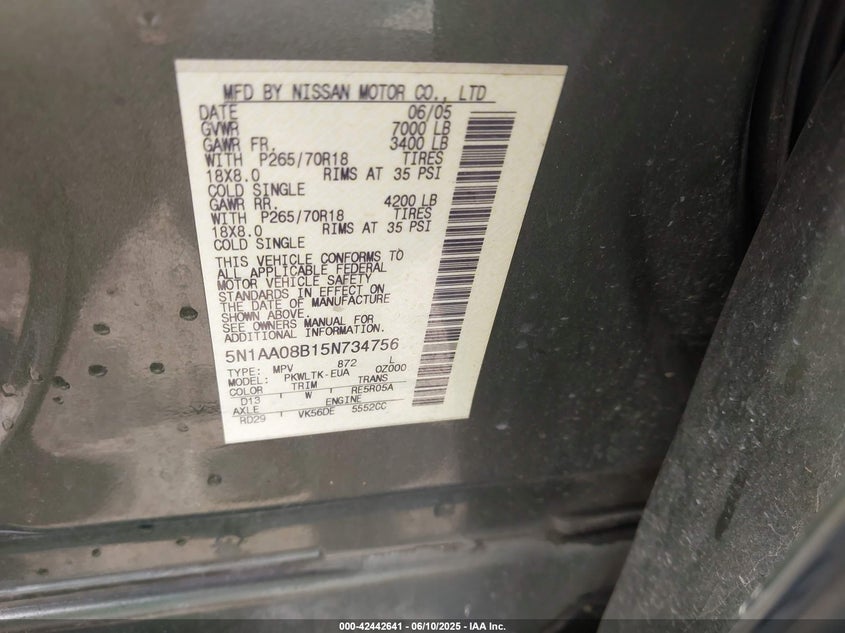 MFD BY NISSAN MOTOR CO., LTD
DATE 06/05
GVWR 7000 LB
GAWR FR. 3400 LB
WITH P265/70R18 TIRES
18X8.0 RIMS AT 35 PSI
COLD SINGLE
GAWR RR. 4200 LB
WITH P265/70R18 TIRES
18X8.0 RIMS AT 35 PSI
COLD SINGLE
THIS VEHICLE CONFORMS TO
ALL APPLICABLE FEDERAL
MOTOR VEHICLE SAFETY
STANDARDS IN EFFECT ON
THE DATE OF MANUFACTURE
SHOWN ABOVE.
SEE OWNERS MANUAL FOR
ADDITIONAL INFORMATION.
5N1AA08B15N734756
TYPE: MPV 872 L
MODEL: PKWLTK-EUA 0Z000
COLOR TRIM TRANS
D13 W RE5R05A
AXLE ENGINE
RD29 VK56DE 5552CC
000-42442641 / 06/10/2025 - IAA Inc.